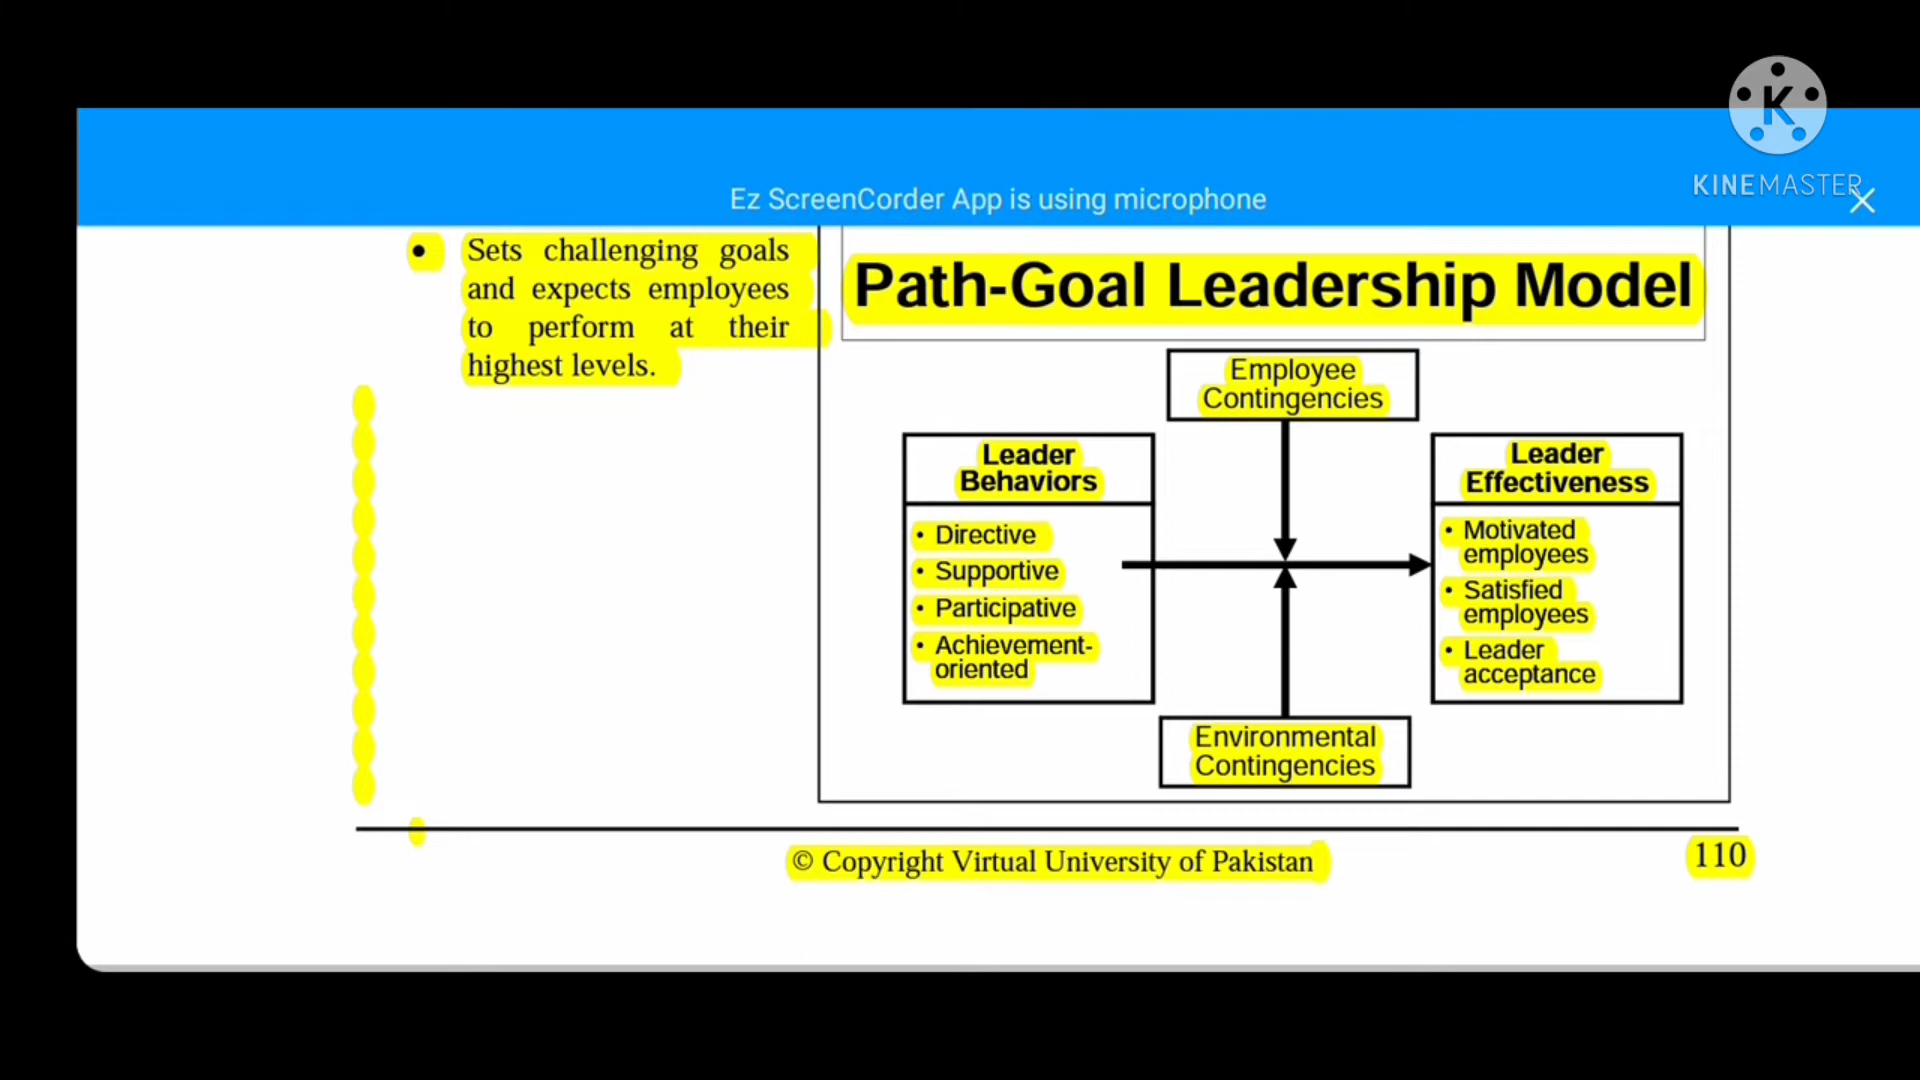 KINEMASTER
Ez ScreenCorder App is using microphone
• Sets challenging goals
and expects employees
to perform at their
highest levels.
Path-Goal Leadership Model
Employee
Contingencies
Leader
Behaviors
• Directive
• Supportive
• Participative
• Achievement-
oriented
Leader
Effectiveness
• Motivated
employees
• Satisfied
employees
• Leader
acceptance
Environmental
Contingencies
© Copyright Virtual University of Pakistan
110